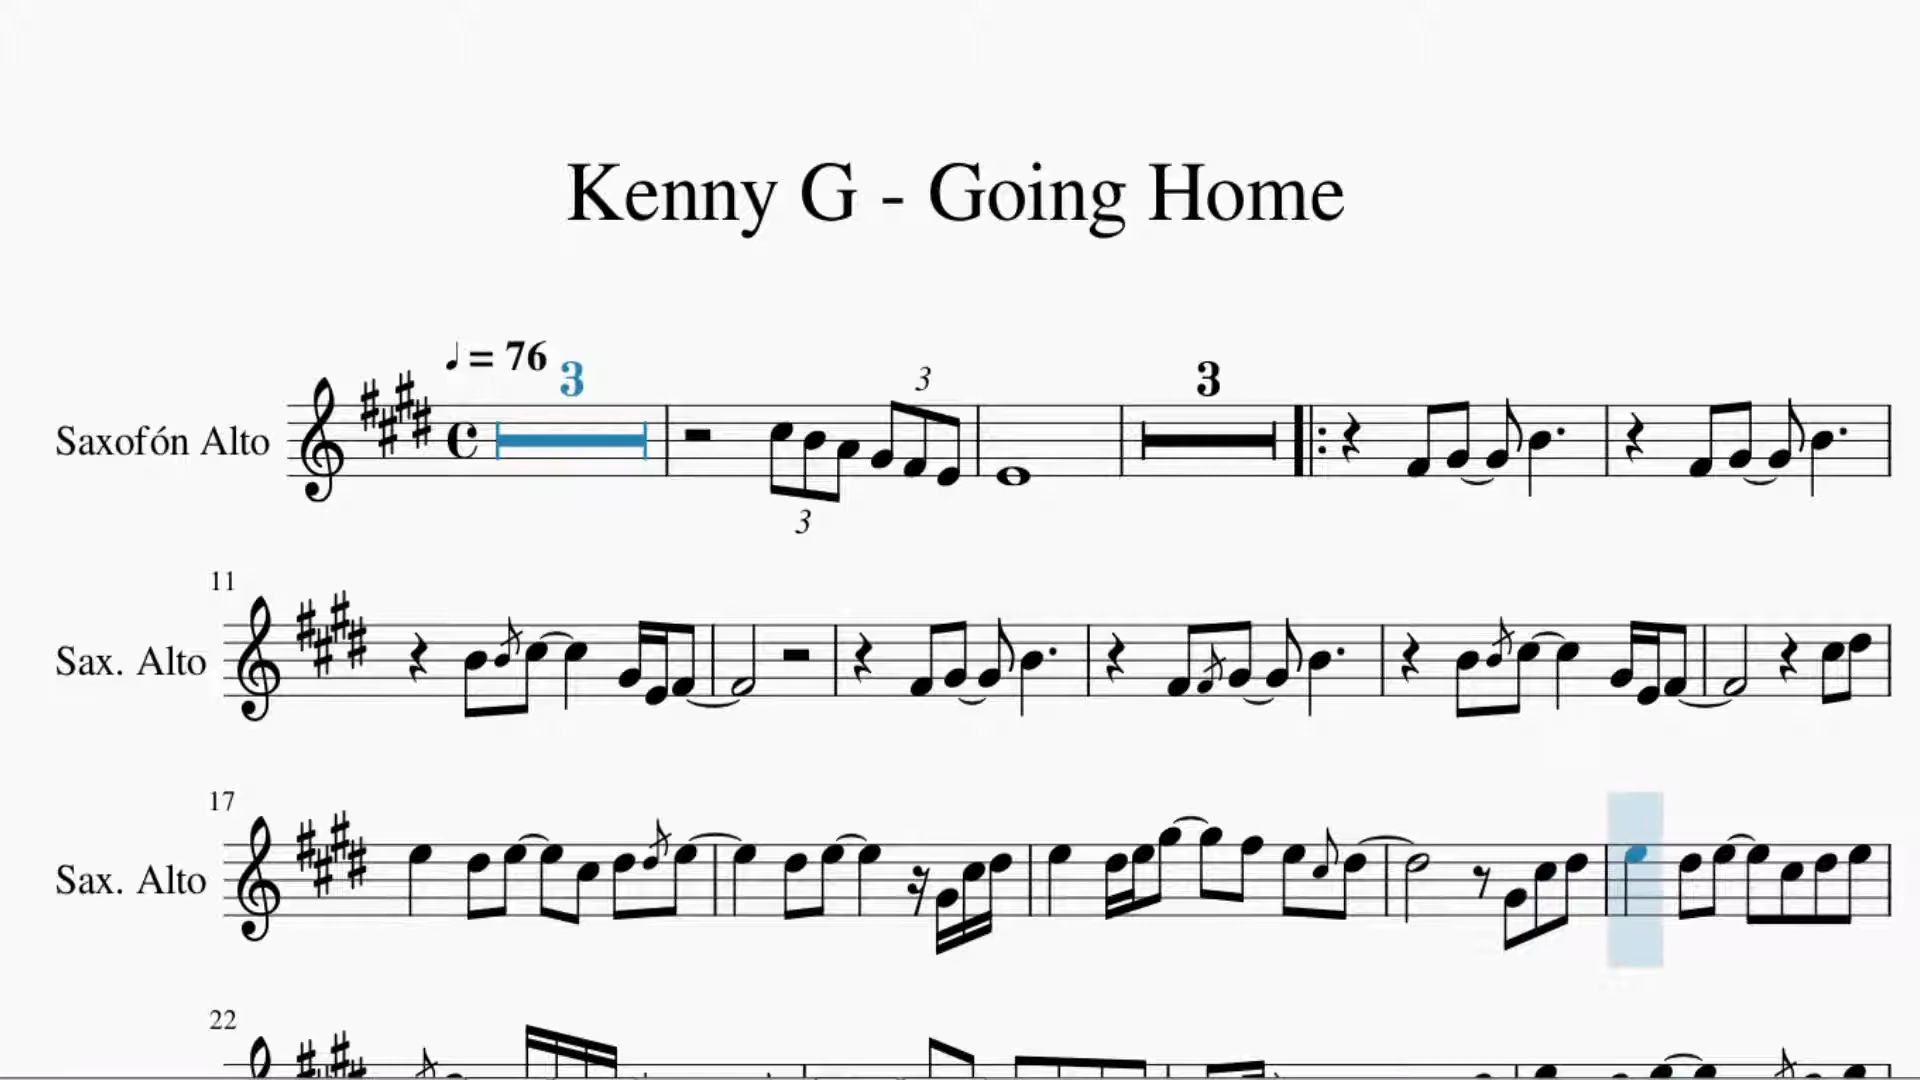 Kenny G - Going Home
♩ = 76
3
3
3
3
Saxofón Alto
11
Sax. Alto
17
Sax. Alto
22